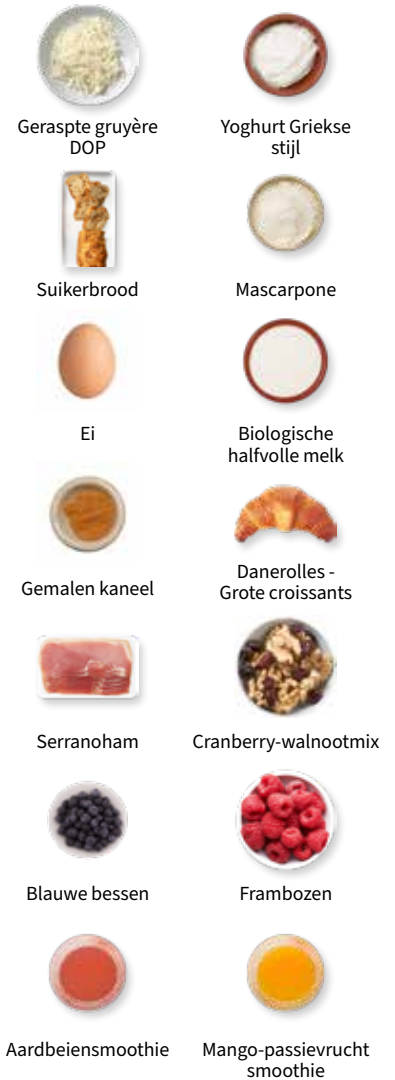 Geraspte gruyère
DOP
Yoghurt Griekse
stijl
Suikerbrood
Mascarpone
Ei
Biologische
halfvolle melk
Gemalen kaneel
Danerolles -
Grote croissants
Serranoham
Cranberry-walnootmix
Blauwe bessen
Frambozen
Aardbeiensmoothie
Mango-passievrucht
smoothie